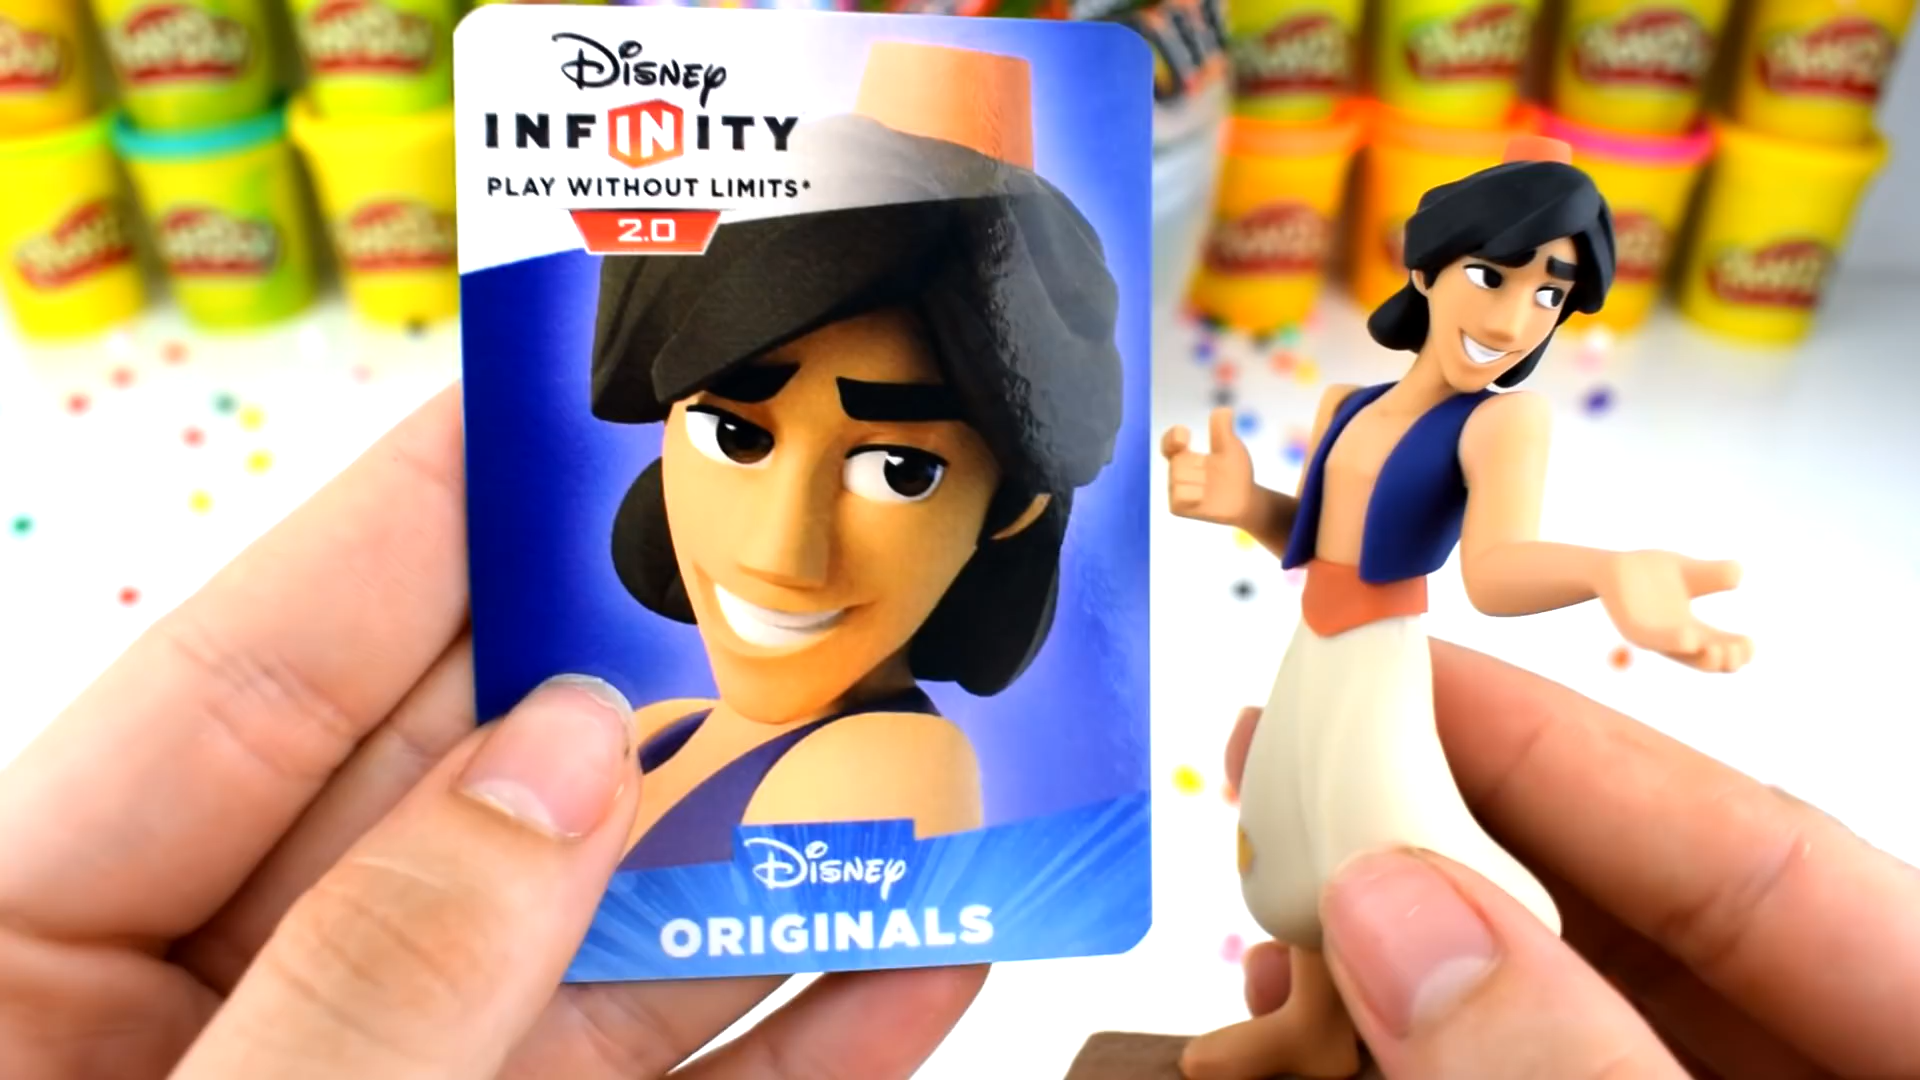 Disney
INFINITY
PLAY WITHOUT LIMITS
2.0
Disney
ORIGINALS